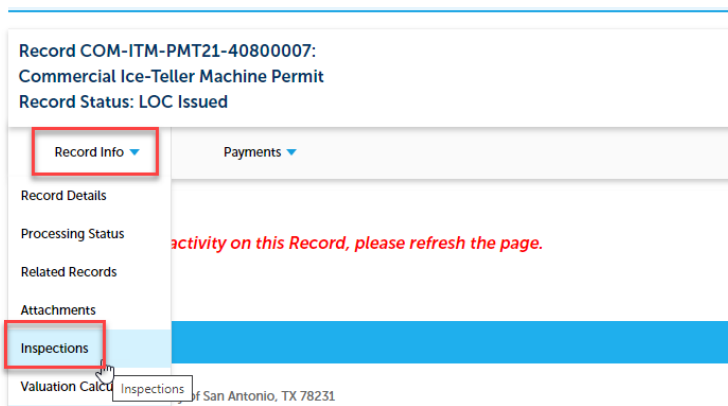 Record COM-ITM-PMT21-40800007:
Commercial Ice-Teller Machine Permit
Record Status: LOC Issued
Record Info Payments
Record Details
Processing Status
activity on this Record, please refresh the page.
Related Records
Attachments
Inspections
Valuation Calcu
Inspections
of San Antonio, TX 78231